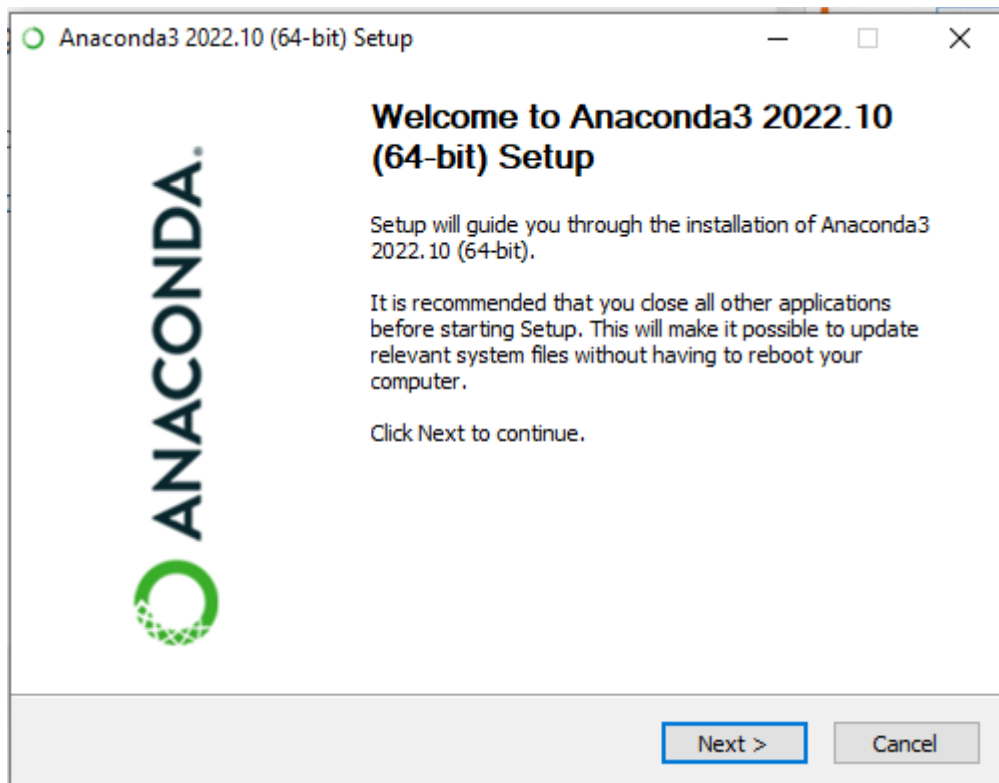 Anaconda3 2022.10 (64-bit) Setup
ANACONDA.
Welcome to Anaconda3 2022.10
(64-bit) Setup
Setup will guide you through the installation of Anaconda3
2022.10 (64-bit).
It is recommended that you close all other applications
before starting Setup. This will make it possible to update
relevant system files without having to reboot your
computer.
Click Next to continue.
Next >
Cancel